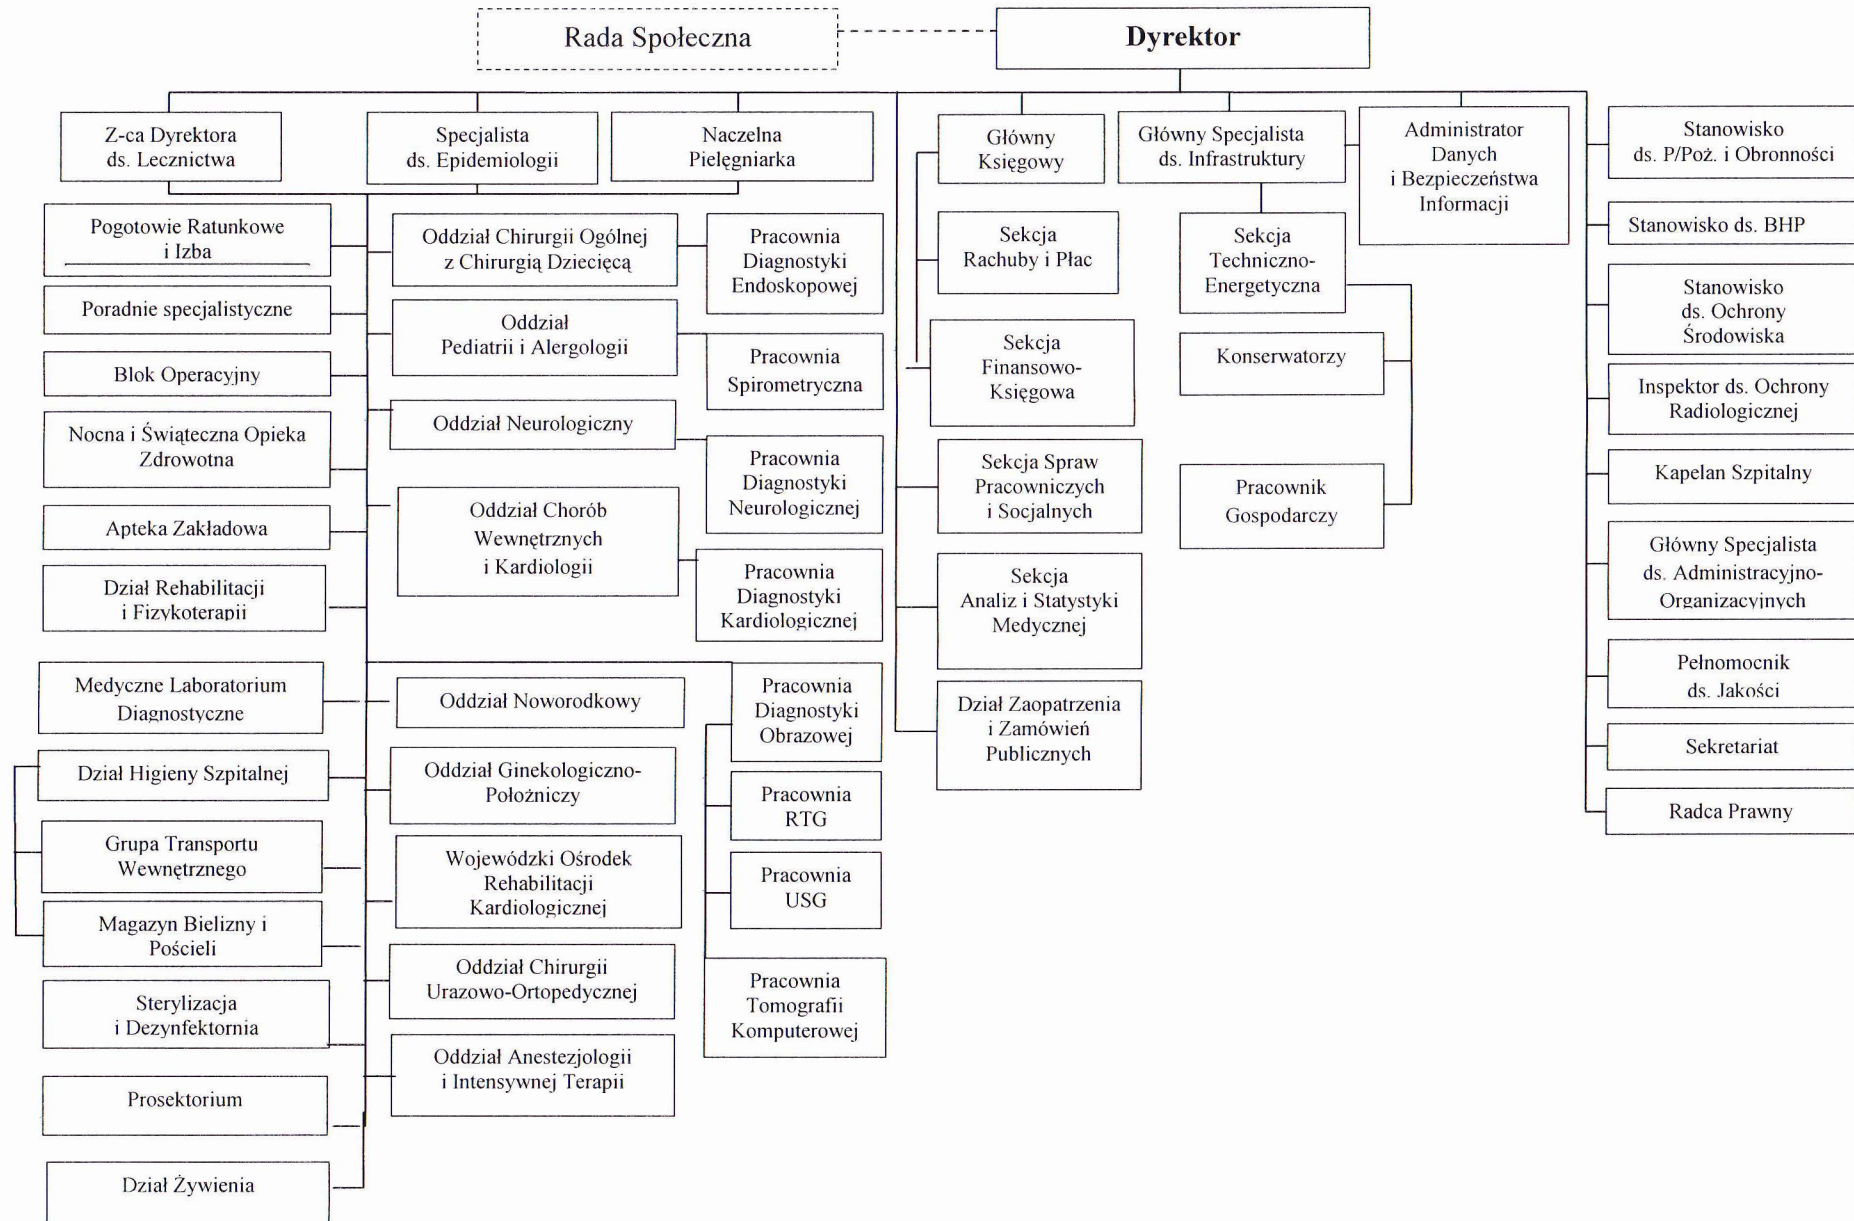 Rada Społeczna
Dyrektor
Z-ca Dyrektora
ds. Lecznictwa
Specjalista
ds. Epidemiologii
Naczelna
Pielęgniarka
Główny
Księgowy
Główny Specjalista
ds. Infrastruktury
Administrator
Danych
i Bezpieczeństwa
Informacji
Stanowisko
ds. P/Poż. i Obronności
Pogotowie Ratunkowe
i Izba
Poradnie specjalistyczne
Blok Operacyjny
Nocna i Świąteczna Opieka
Zdrowotna
Apteka Zakładowa
Dział Rehabilitacji
i Fizykoterapii
Medyczne Laboratorium
Diagnostyczne
Dział Higieny Szpitalnej
Grupa Transportu
Wewnętrznego
Magazyn Bielizny i
Pościeli
Sterylizacja
i Dezynfektornia
Prosektorium
Dział Żywienia
Oddział Chirurgii Ogólnej
z Chirurgią Dziecięcą
Oddział
Pediatrii i Alergologii
Oddział Neurologiczny
Oddział Chorób
Wewnętrznych
i Kardiologii
Oddział Noworodkowy
Oddział Ginekologiczno-
Położniczy
Wojewódzki Ośrodek
Rehabilitacji
Kardiologicznej
Oddział Chirurgii
Urazowo-Ortopedycznej
Oddział Anestezjologii
i Intensywnej Terapii
Pracownia
Diagnostyki
Endoskopowej
Pracownia
Spirometryczna
Pracownia
Diagnostyki
Neurologicznej
Pracownia
Diagnostyki
Kardiologicznej
Pracownia
Diagnostyki
Obrazowej
Pracownia
RTG
Pracownia
USG
Pracownia
Tomografii
Komputerowej
Sekcja
Rachuby i Płac
Sekcja
Finansowo-
Księgowa
Sekcja Spraw
Pracowniczych
i Socjalnych
Sekcja
Analiz i Statystyki
Medycznej
Dział Zaopatrzenia
i Zamówień
Publicznych
Sekcja
Techniczno-
Energetyczna
Konserwatorzy
Pracownik
Gospodarczy
Stanowisko ds. BHP
Stanowisko
ds. Ochrony
Środowiska
Inspektor ds. Ochrony
Radiologicznej
Kapelan Szpitalny
Główny Specjalista
ds. Administracyjno-
Organizacyjnych
Pełnomocnik
ds. Jakości
Sekretariat
Radca Prawny